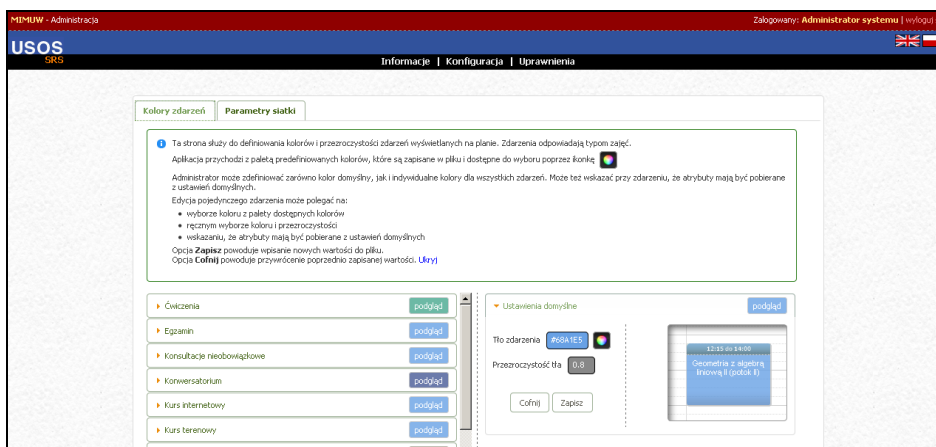 MIMUW - Administracja
Zalogowany: Administrator systemu | wyloguj
USOS
SRS
Informacje | Konfiguracja | Uprawnienia
Kolory zdarzeń
Parametry siatki
Ta strona służy do definiowania kolorów i przezroczystości zdarzeń wyświetlanych na planie. Zdarzenia odpowiadają typom zajęć.
Aplikacja przychodzi z paletą predefiniowanych kolorów, które są zapisane w pliku i dostępne do wyboru poprzez ikonkę
Administrator może zdefiniować zarówno kolor domyślny, jak i indywidualne kolory dla wszystkich zdarzeń. Może też wskazać przy zdarzeniu, że atrybuty mają być pobierane
z ustawień domyślnych.
Edycja pojedynczego zdarzenia może polegać na:
• wyborze koloru z palety dostępnych kolorów
• ręcznym wyborze koloru i przezroczystości
• wskazaniu, że atrybuty mają być pobierane z ustawień domyślnych
Opcja Zapisz powoduje wpisanie nowych wartości do pliku.
Opcja Cofnij powoduje przywrócenie poprzednio zapisanej wartości. Ukryj
Ćwiczenia podgląd
Egzamin podgląd
Konsultacje nieobowiązkowe podgląd
Konwersatorium podgląd
Kurs internetowy podgląd
Kurs terenowy podgląd
Ustawienia domyślne podgląd
Tło zdarzenia #68A1E5
Przezroczystość tła 0.8
Cofnij Zapisz
12:15 do 14:00
Geometria z algebrą
liniową II (potok II)